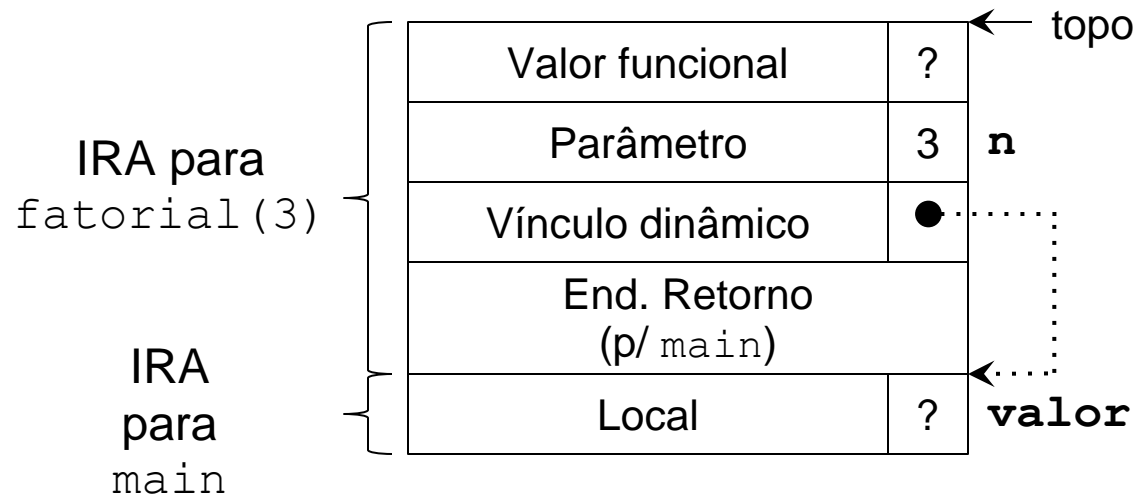 topo
Valor funcional ?
Parâmetro 3 n
IRA para
fatorial(3)
Vínculo dinâmico
End. Retorno
(p/ main)
IRA
para
main
Local ? valor